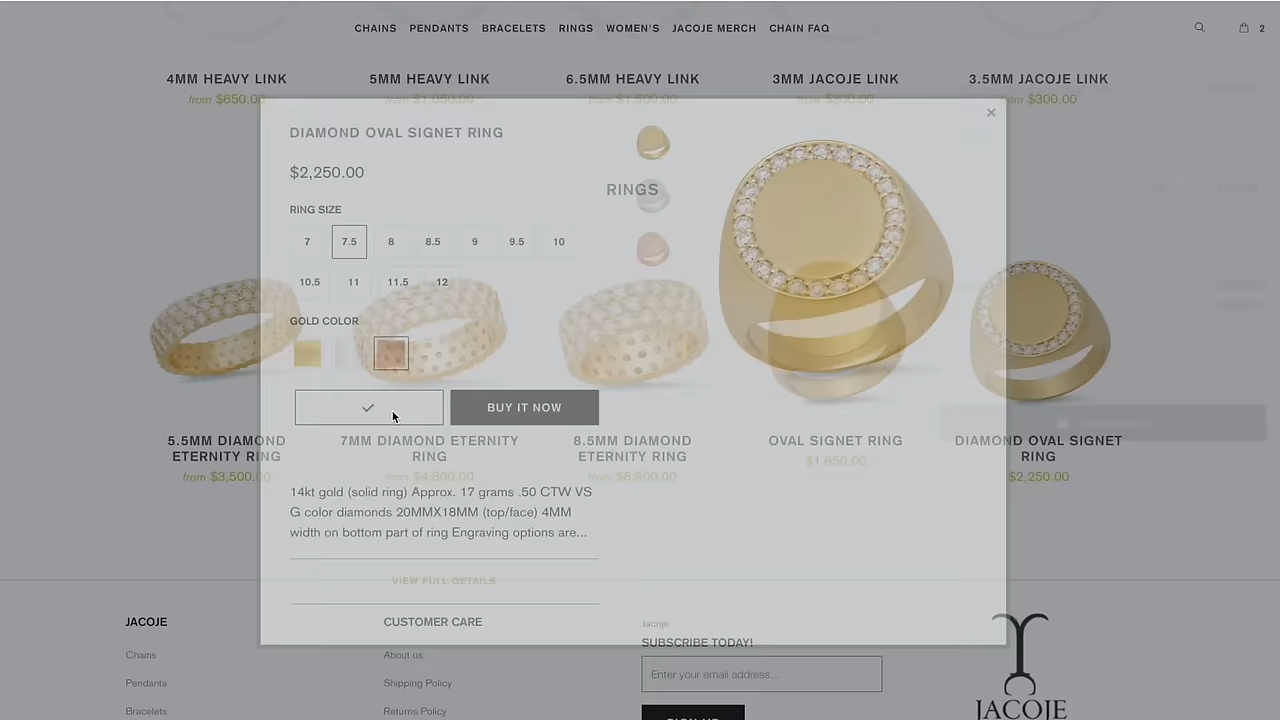 CHAINS PENDANTS BRACELETS RINGS WOMEN'S JACOJE MERCH CHAIN FAQ 2
4MM HEAVY LINK
from $650.00
5MM HEAVY LINK
from $1,050.00
6.5MM HEAVY LINK
from $1,500.00
3MM JACOJE LINK
3.5MM JACOJE LINK
from $300.00
DIAMOND OVAL SIGNET RING
$2,250.00
RING SIZE
7 7.5 8 8.5 9 9.5 10
10.5 11 11.5 12
GOLD COLOR
BUY IT NOW
14kt gold (solid ring) Approx. 17 grams .50 CTW VS
G color diamonds 20MMX18MM (top/face) 4MM
width on bottom part of ring Engraving options are...
VIEW FULL DETAILS
RINGS
5.5MM DIAMOND
ETERNITY RING
from $3,500.00
7MM DIAMOND ETERNITY
RING
from $4,800.00
8.5MM DIAMOND
ETERNITY RING
from $8,800.00
OVAL SIGNET RING
$1,650.00
DIAMOND OVAL SIGNET
RING
$2,250.00
JACOJE
Chains
Pendants
Bracelets
CUSTOMER CARE
About us
Shipping Policy
Returns Policy
Jacoje
SUBSCRIBE TODAY!
Enter your email address...
SIGN UP
JACOJE